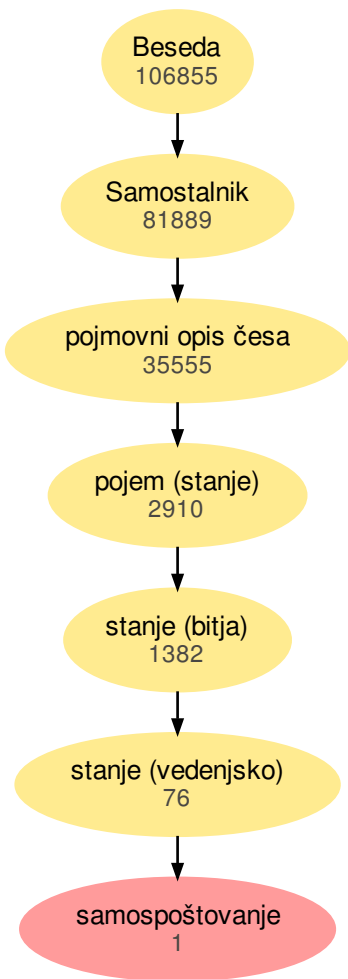 Beseda
106855
Samostalnik
81889
pojmovni opis česa
35555
pojem (stanje)
2910
stanje (bitja)
1382
stanje (vedenjsko)
76
samospoštovanje
1